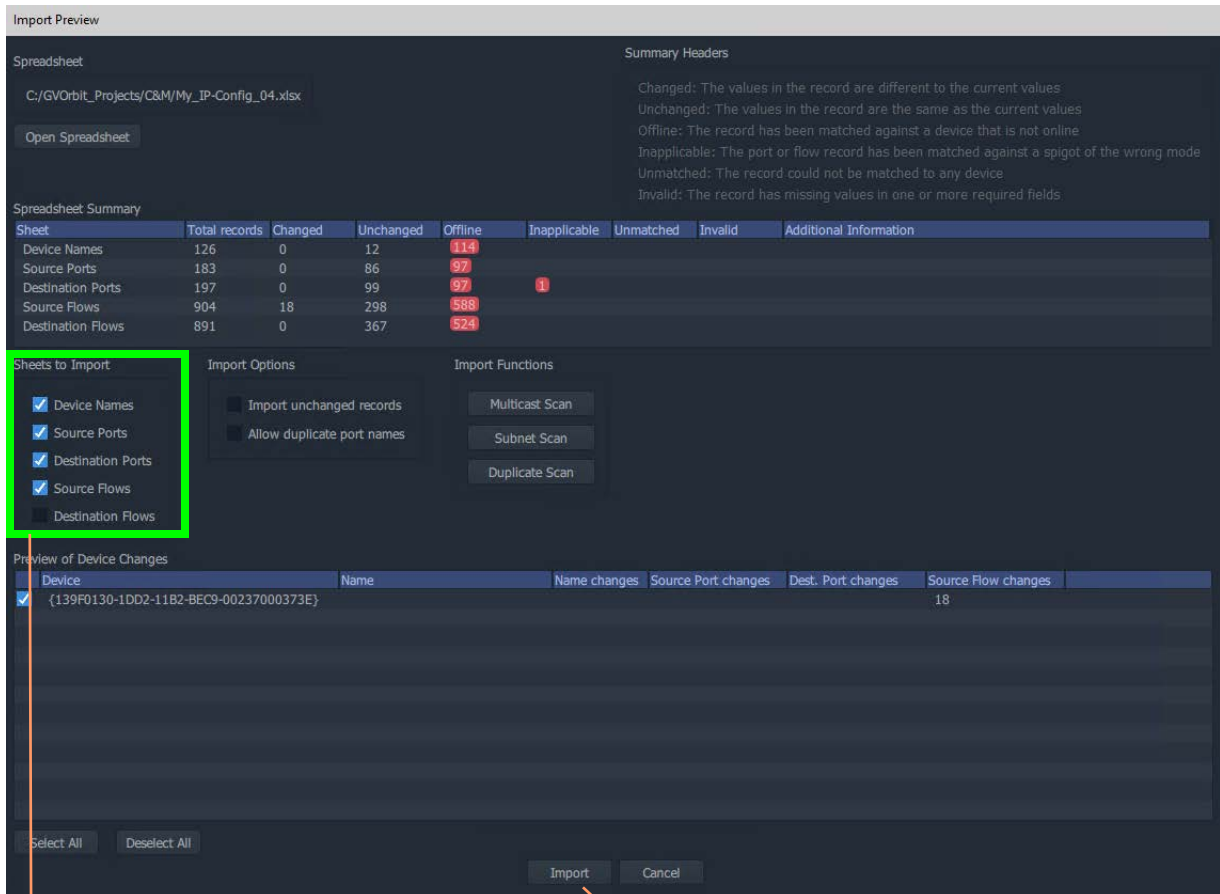 Import Preview
Spreadsheet
C:/GVOrbit_Projects/C&M/My_IP-Config_04.xlsx
Open Spreadsheet
Summary Headers
Changed: The values in the record are different to the current values
Unchanged: The values in the record are the same as the current values
Offline: The record has been matched against a device that is not online
Inapplicable: The port or flow record has been matched against a spigot of the wrong mode
Unmatched: The record could not be matched to any device
Invalid: The record has missing values in one or more required fields
Spreadsheet Summary
Sheet Total records Changed Unchanged Offline Inapplicable Unmatched Invalid Additional Information
Device Names 126 0 12 114
Source Ports 183 0 86 97
Destination Ports 197 0 99 97 1
Source Flows 904 18 298 588
Destination Flows 891 0 367 524
Sheets to Import
Device Names
Source Ports
Destination Ports
Source Flows
Destination Flows
Import Options
Import unchanged records
Allow duplicate port names
Import Functions
Multicast Scan
Subnet Scan
Duplicate Scan
Preview of Device Changes
Device Name Name changes Source Port changes Dest. Port changes Source Flow changes
{139F0130-1DD2-11B2-BEC9-00237000373E} 18
Select All Deselect All
Import Cancel